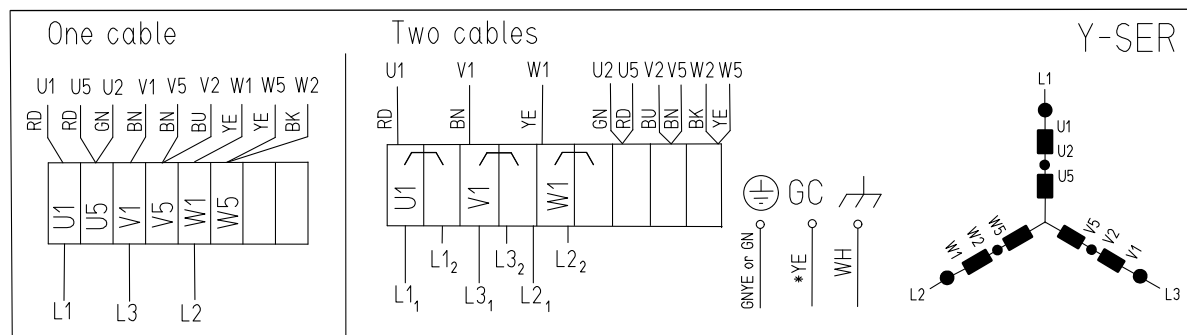 One cable
U1 U5 U2 V1 V5 V2 W1 W5 W2
RD RD GN BN BN BU YE YE BK
U1 U5 V1 V5 W1 W5
L1 L3 L2
Two cables
U1 V1 W1 U2 U5 V2 V5 W2 W5
RD BN YE GN RD BU BN BK YE
U1 V1 W1
L1₂ L3₂ L2₂
L1₁ L3₁ L2₁
GC
GNYE or GN *YE WH
Y-SER
L1
U1
U2
U5
W1 W2 W5 V5 V2 V1
L2 L3